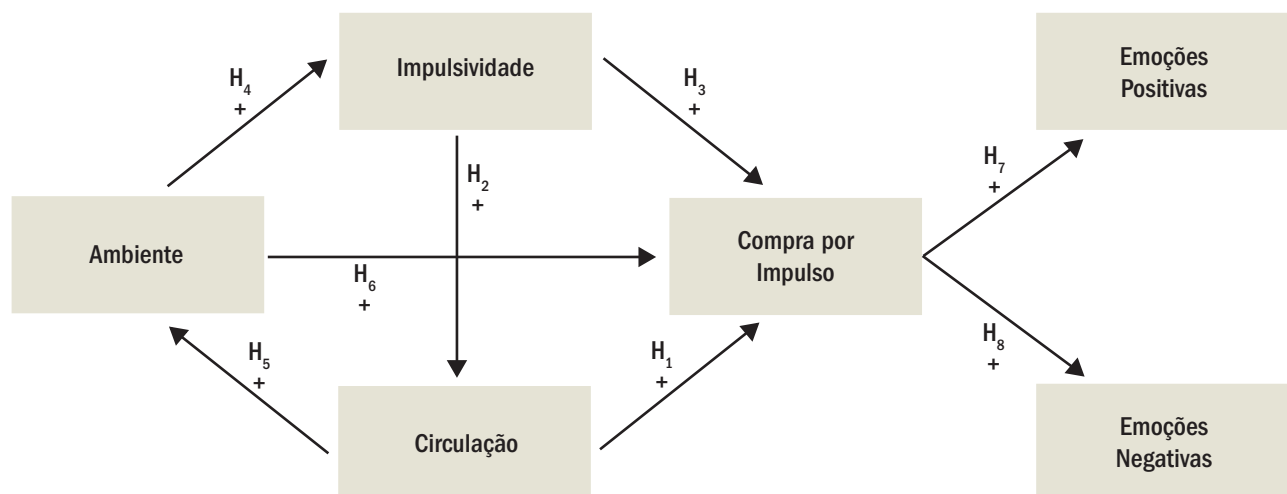 Impulsividade
Emoções
Positivas
H4
+
H3
+
H7
+
H2
+
Ambiente
Compra por
Impulso
H6
+
H5
+
H1
+
H8
+
Circulação
Emoções
Negativas